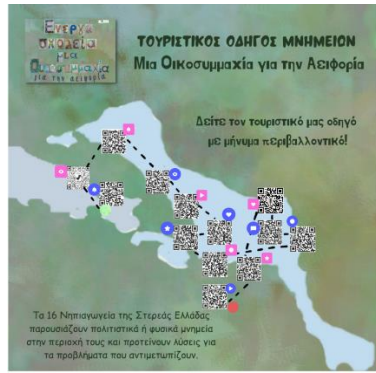 Ενεργά
σχολεία
μια
Οικοσυμμαχία
για την αειφορία
ΤΟΥΡΙΣΤΙΚΟΣ ΟΔΗΓΟΣ ΜΝΗΜΕΙΩΝ
Μια Οικοσυμμαχία για την Αειφορία
Δείτε τον τουριστικό μας οδηγό
με μήνυμα περιβαλλοντικό!
Τα 16 Νηπιαγωγεία της Στερεάς Ελλάδας
παρουσιάζουν πολιτιστικά ή φυσικά μνημεία
στην περιοχή τους και προτείνουν λύσεις για
τα προβλήματα που αντιμετωπίζουν.